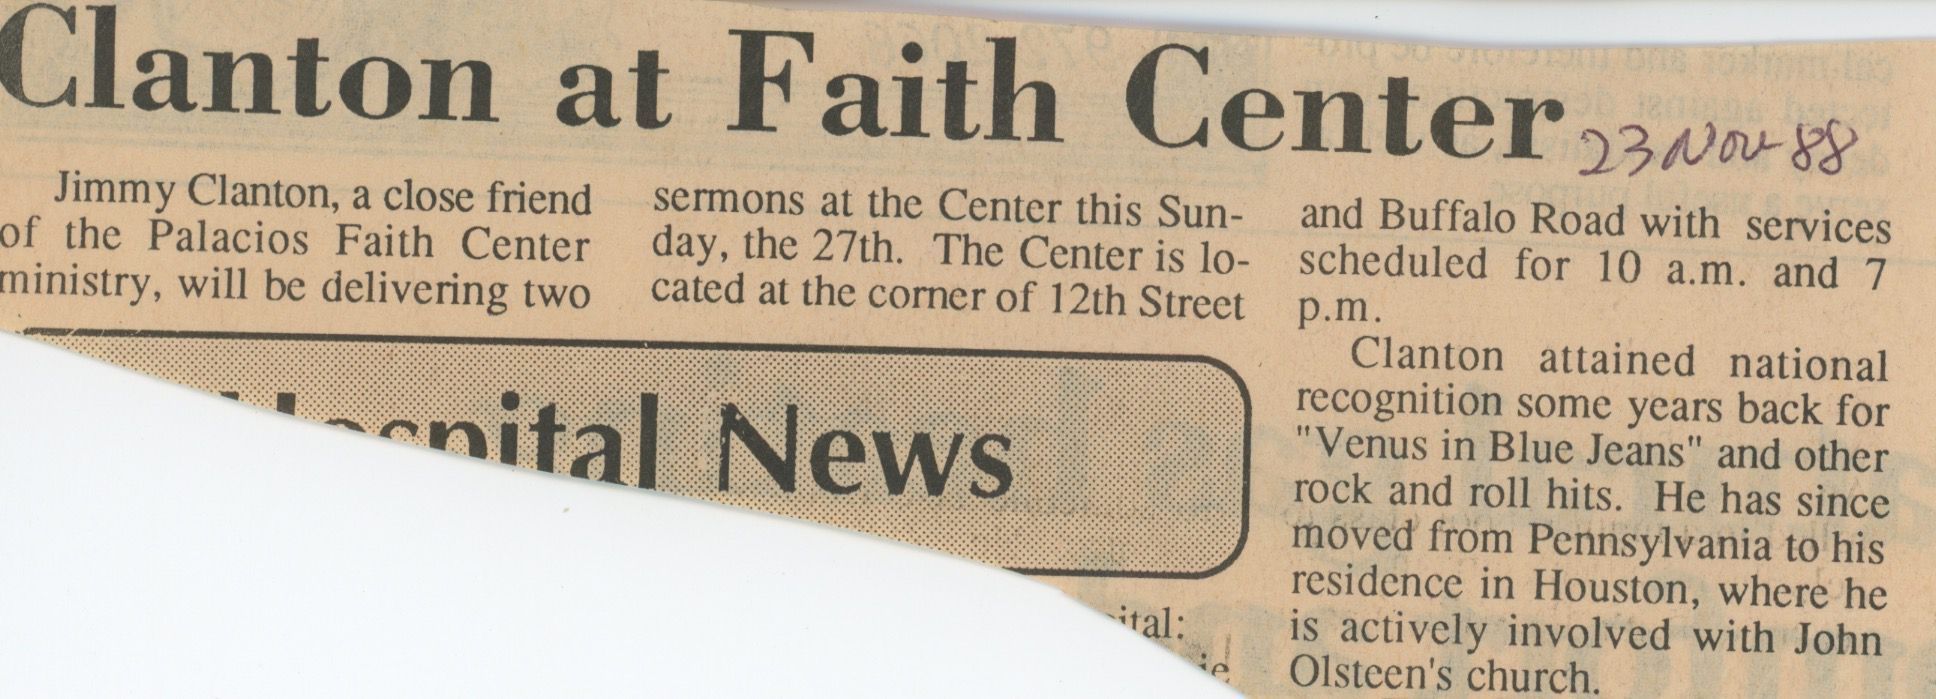 Clanton at Faith Center
23 Nov 88
Jimmy Clanton, a close friend
of the Palacios Faith Center
ministry, will be delivering two
sermons at the Center this Sun-
day, the 27th. The Center is lo-
cated at the corner of 12th Street
and Buffalo Road with services
scheduled for 10 a.m. and 7
p.m.
Clanton attained national
recognition some years back for
"Venus in Blue Jeans" and other
rock and roll hits. He has since
moved from Pennsylvania to his
residence in Houston, where he
is actively involved with John
Olsteen's church.
Hospital News
ital:
ie